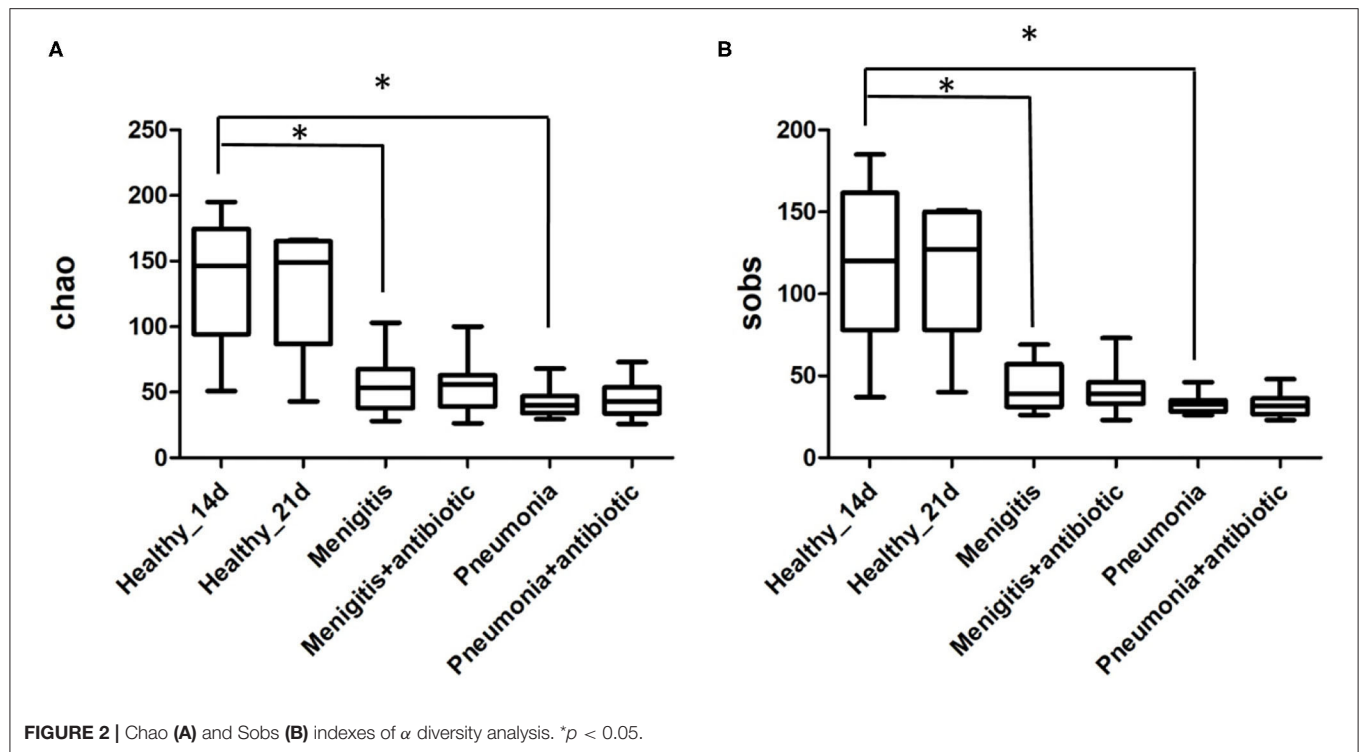 A
*
*
250
200
150
100
50
0
chao
Healthy_14d
Healthy_21d
Menigitis
Menigitis+antibiotic
Pneumonia
Pneumonia+antibiotic
B
*
*
200
150
100
50
0
sobs
Healthy_14d
Healthy_21d
Menigitis
Menigitis+antibiotic
Pneumonia
Pneumonia+antibiotic
FIGURE 2 | Chao (A) and Sobs (B) indexes of α diversity analysis. *p < 0.05.